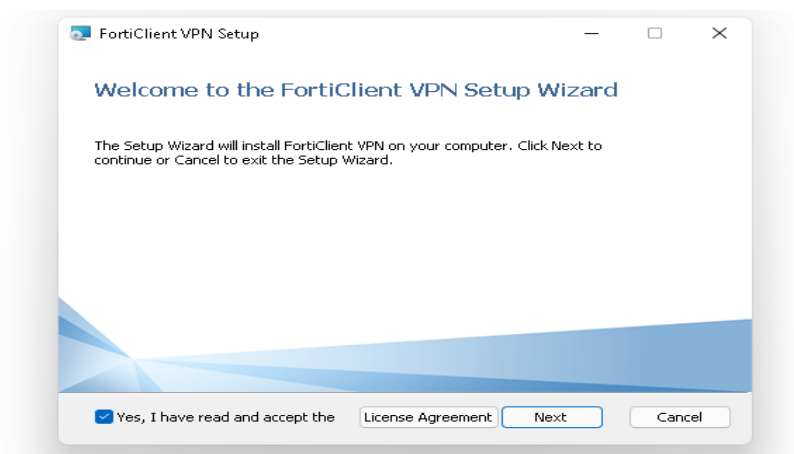 FortiClient VPN Setup
Welcome to the FortiClient VPN Setup Wizard
The Setup Wizard will install FortiClient VPN on your computer. Click Next to
continue or Cancel to exit the Setup Wizard.
Yes, I have read and accept the License Agreement Next Cancel